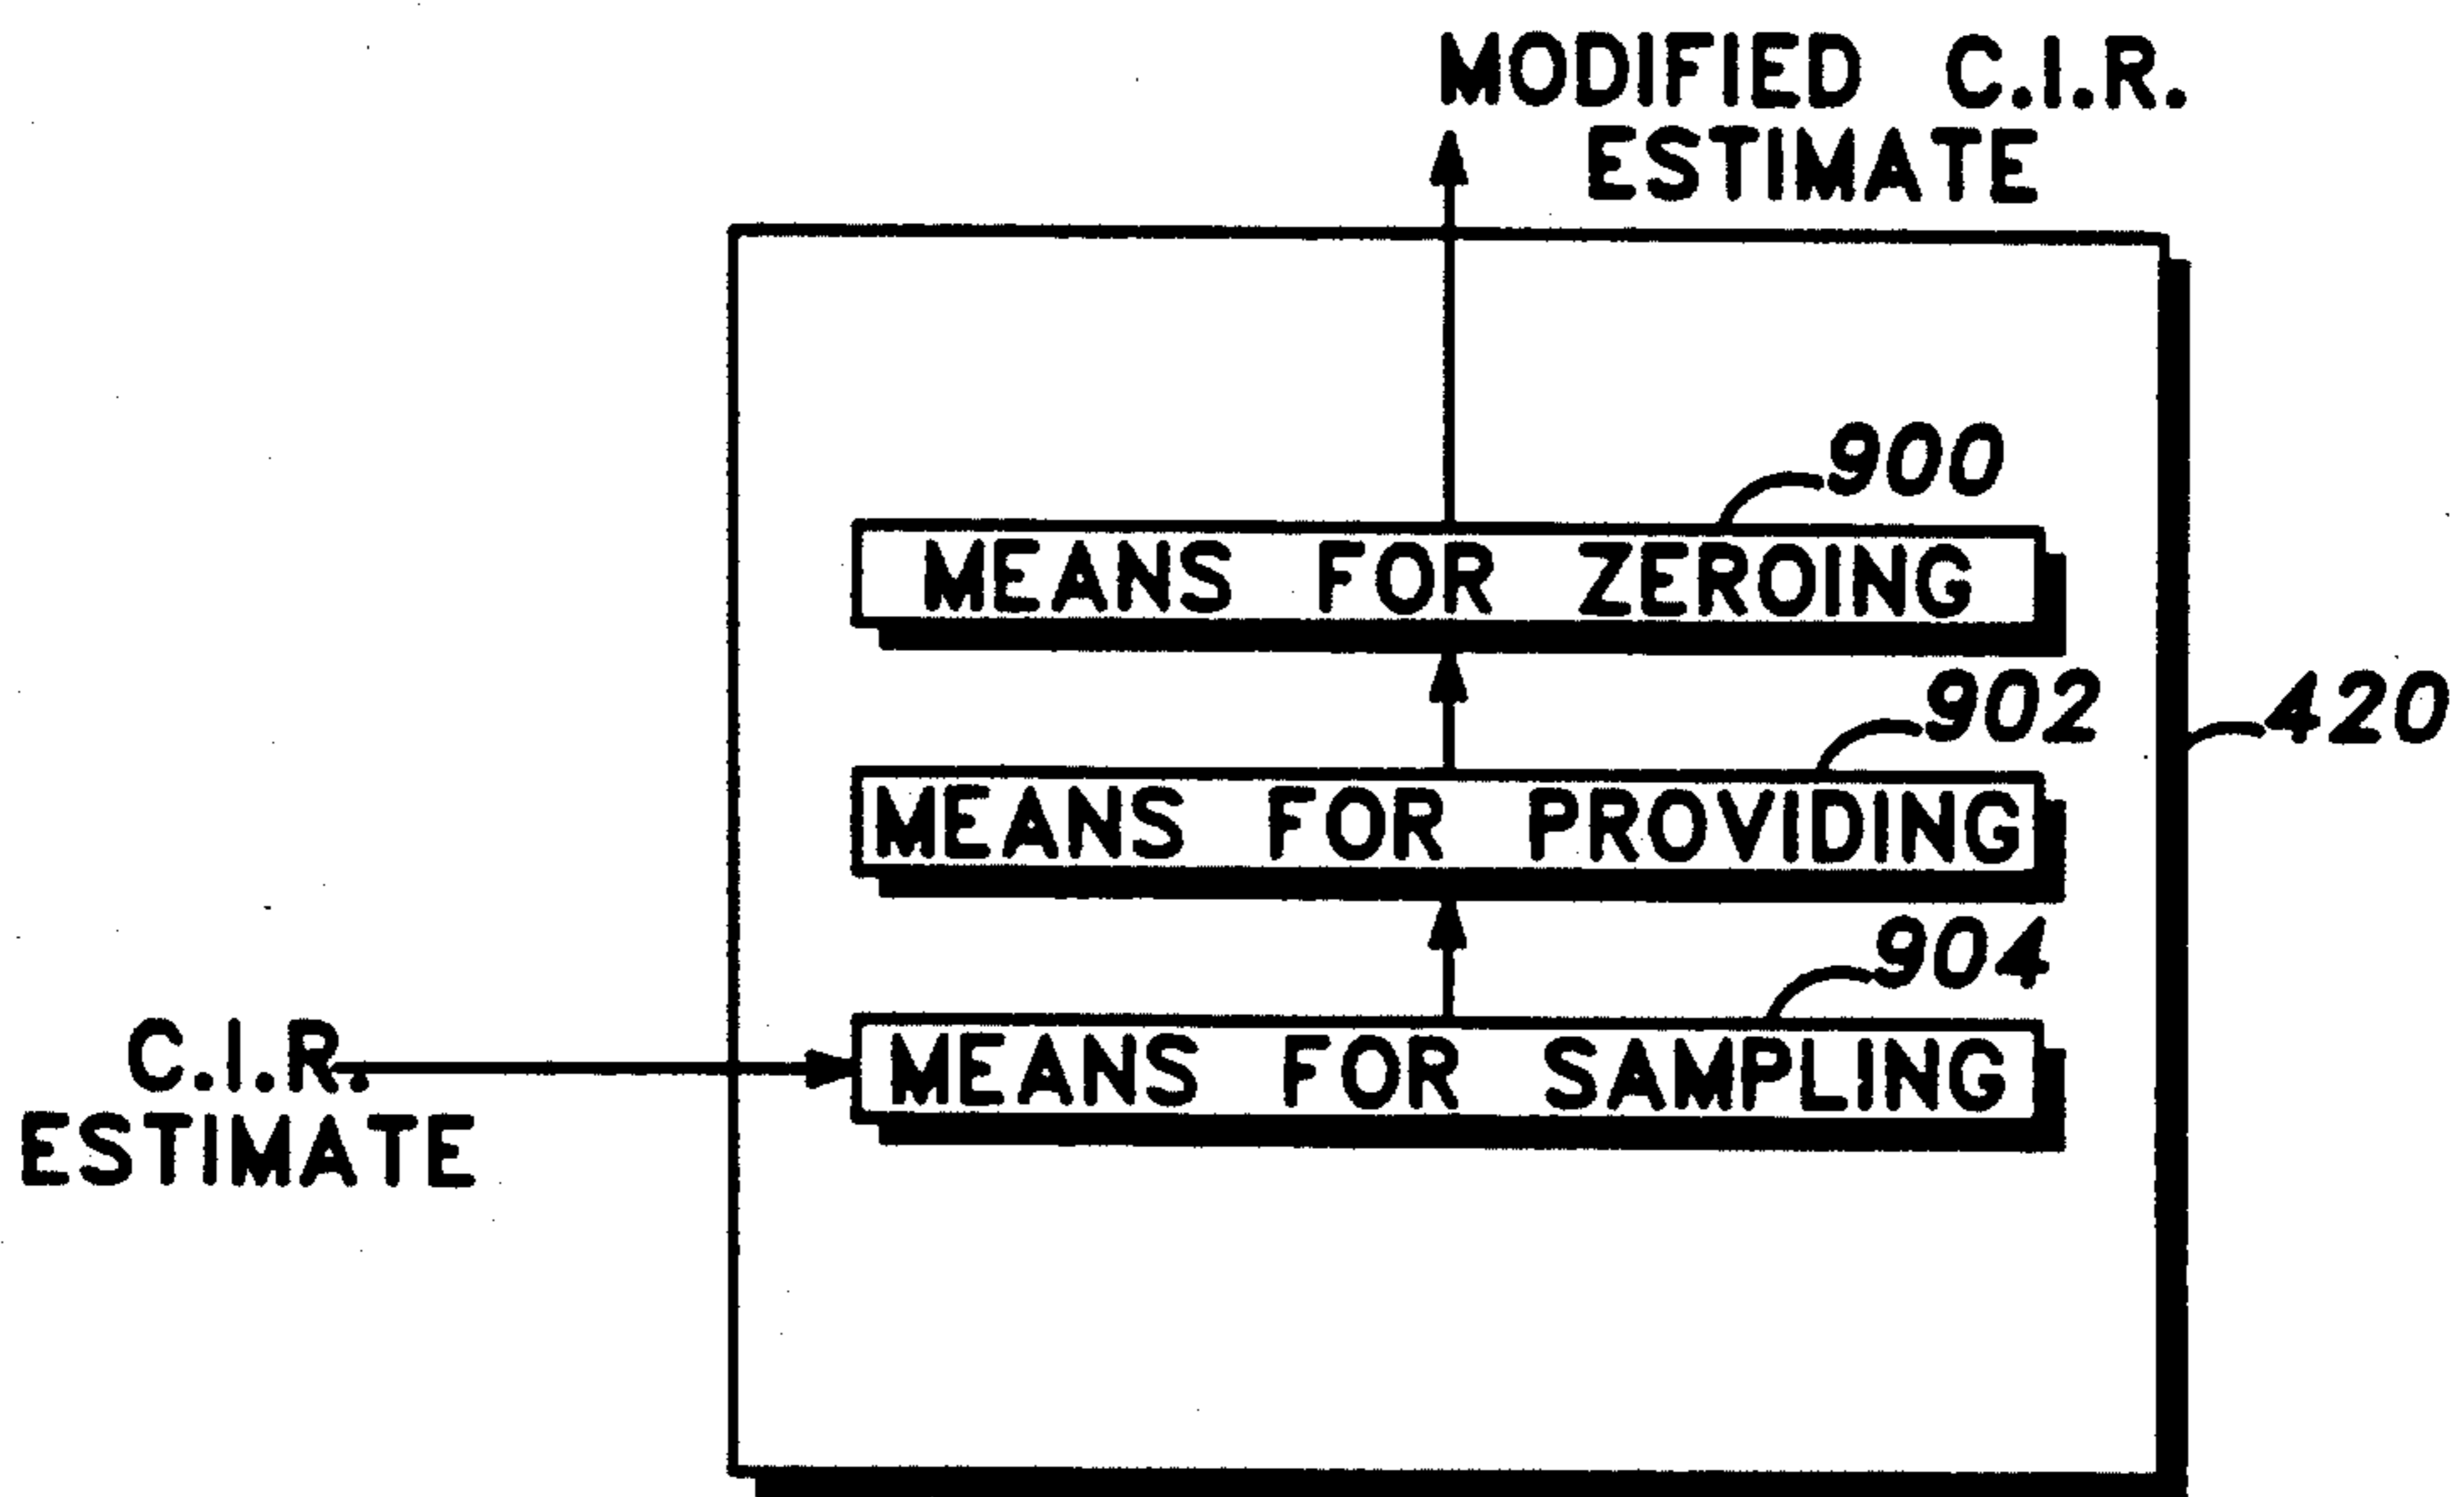 MODIFIED C.I.R.
ESTIMATE
900
MEANS FOR ZEROING
902
420
MEANS FOR PROVIDING
904
C.I.R.
ESTIMATE
MEANS FOR SAMPLING